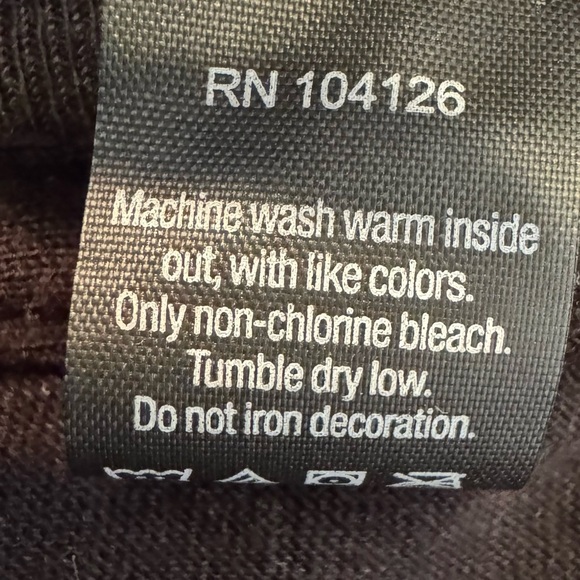 RN 104126
Machine wash warm inside
out, with like colors.
Only non-chlorine bleach.
Tumble dry low.
Do not iron decoration.